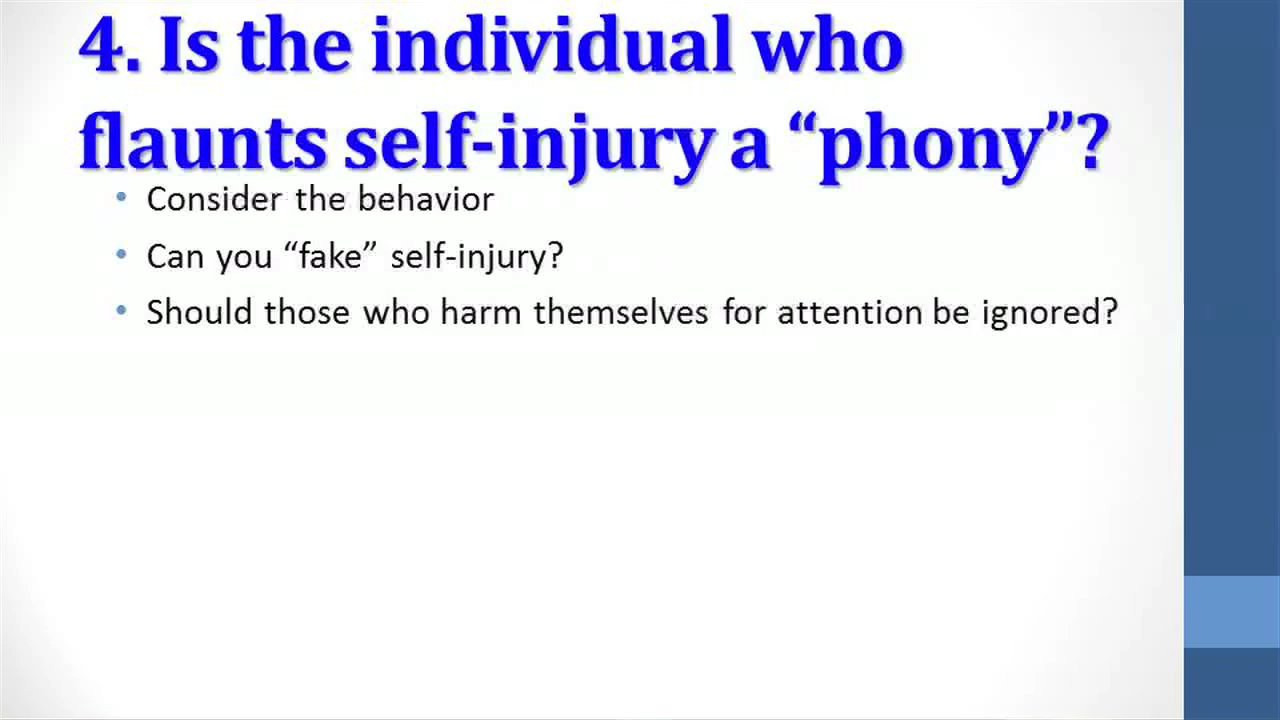 4. Is the individual who
flaunts self-injury a “phony”?
• Consider the behavior
• Can you “fake” self-injury?
• Should those who harm themselves for attention be ignored?